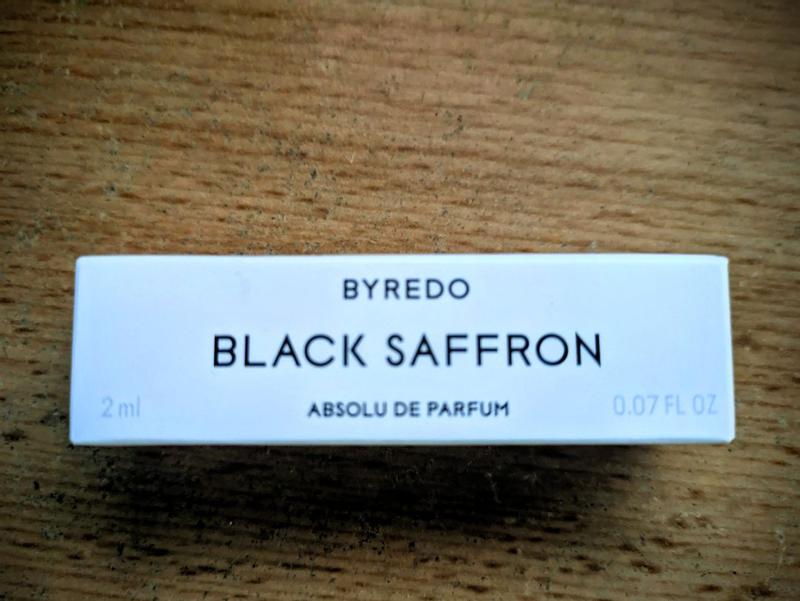 BYREDO
BLACK SAFFRON
2 ml ABSOLU DE PARFUM 0.07 FL OZ